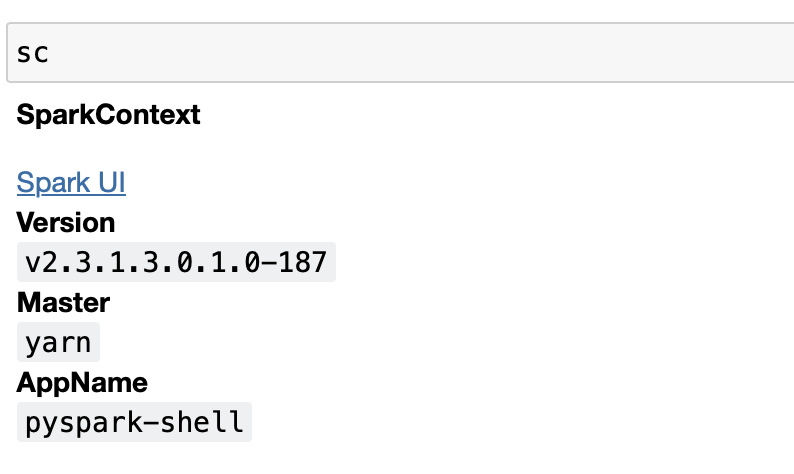 sc
SparkContext
Spark UI
Version
v2.3.1.3.0.1.0-187
Master
yarn
AppName
pyspark-shell